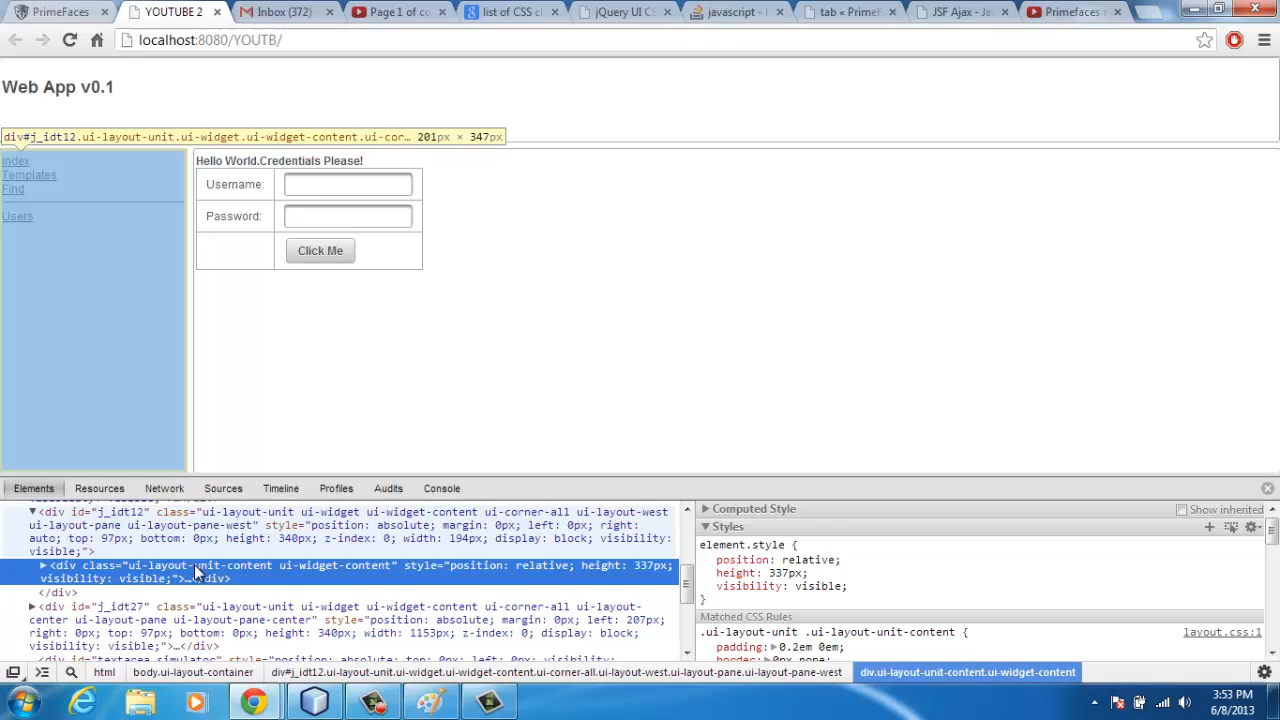 PrimeFaces
YOUTUBE 2
Inbox (372)
Page 1 of co
list of CSS cl
jQuery UI CS
javascript -
tab « Primef
JSF Ajax - Ja
Primefaces
localhost:8080/YOUTB/
Web App v0.1
div#j_idt12.ui-layout-unit.ui-widget.ui-widget-content.ui-cor... 201px × 347px
Index
Templates
Find
Users
Hello World.Credentials Please!
Username:
Password:
Click Me
Elements Resources Network Sources Timeline Profiles Audits Console
▼<div id="j_idt12" class="ui-layout-unit ui-widget ui-widget-content ui-corner-all ui-layout-west
ui-layout-pane ui-layout-pane-west" style="position: absolute; margin: 0px; left: 0px; right:
auto; top: 97px; bottom: 0px; height: 340px; z-index: 0; width: 194px; display: block; visibility:
visible;">
▶<div class="ui-layout-unit-content ui-widget-content" style="position: relative; height: 337px;
visibility: visible;">…</div>
</div>
▶<div id="j_idt27" class="ui-layout-unit ui-widget ui-widget-content ui-corner-all ui-layout-
center ui-layout-pane ui-layout-pane-center" style="position: absolute; margin: 0px; left: 207px;
right: 0px; top: 97px; bottom: 0px; height: 340px; width: 1153px; z-index: 0; display: block;
visibility: visible;">…</div>
▶ Computed Style
Show inherited
▼ Styles
element.style {
position: relative;
height: 337px;
visibility: visible;
}
Matched CSS Rules
.ui-layout-unit .ui-layout-unit-content {
layout.css:1
padding: ▶0.2em 0em;
html body.ui-layout-container div#j_idt12.ui-layout-unit.ui-widget.ui-widget-content.ui-corner-all.ui-layout-west.ui-layout-pane.ui-layout-pane-west div.ui-layout-unit-content.ui-widget-content
3:53 PM
6/8/2013